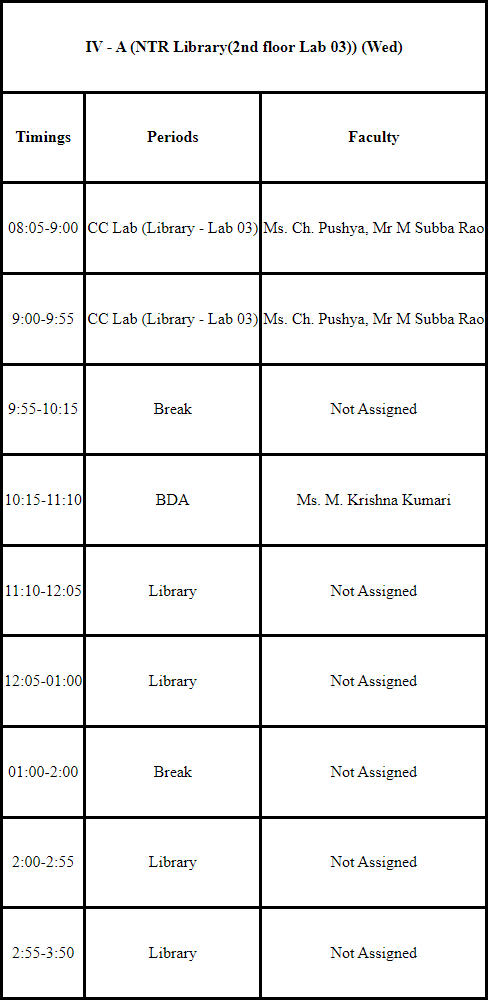 IV - A (NTR Library(2nd floor Lab 03)) (Wed)
Timings Periods Faculty
08:05-9:00 CC Lab (Library - Lab 03) Ms. Ch. Pushya, Mr M Subba Rao
9:00-9:55 CC Lab (Library - Lab 03) Ms. Ch. Pushya, Mr M Subba Rao
9:55-10:15 Break Not Assigned
10:15-11:10 BDA Ms. M. Krishna Kumari
11:10-12:05 Library Not Assigned
12:05-01:00 Library Not Assigned
01:00-2:00 Break Not Assigned
2:00-2:55 Library Not Assigned
2:55-3:50 Library Not Assigned